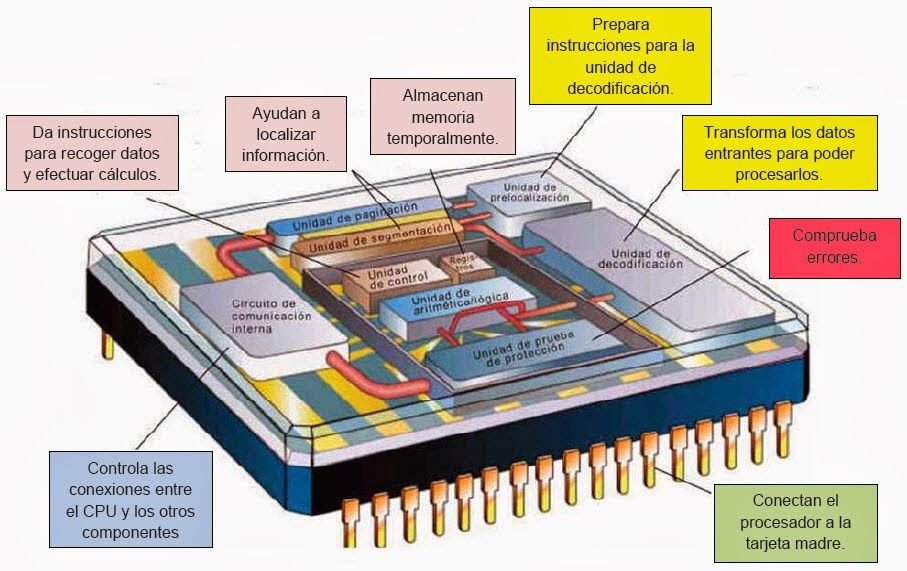 Prepara
instrucciones para la
unidad de
decodificación.
Almacenan
memoria
temporalmente.
Ayudan a
localizar
información.
Da instrucciones
para recoger datos
y efectuar cálculos.
Transforma los datos
entrantes para poder
procesarlos.
Comprueba
errores.
Unidad de
prelocalización
Unidad de paginación
Unidad de segmentación
Unidad de
decodificación
Unidad
de control
Regis-
tros
Unidad de
aritmético/lógica
Circuito de
comunicación
interna
Unidad de prueba
de protección
Controla las
conexiones entre
el CPU y los otros
componentes
Conectan el
procesador a la
tarjeta madre.